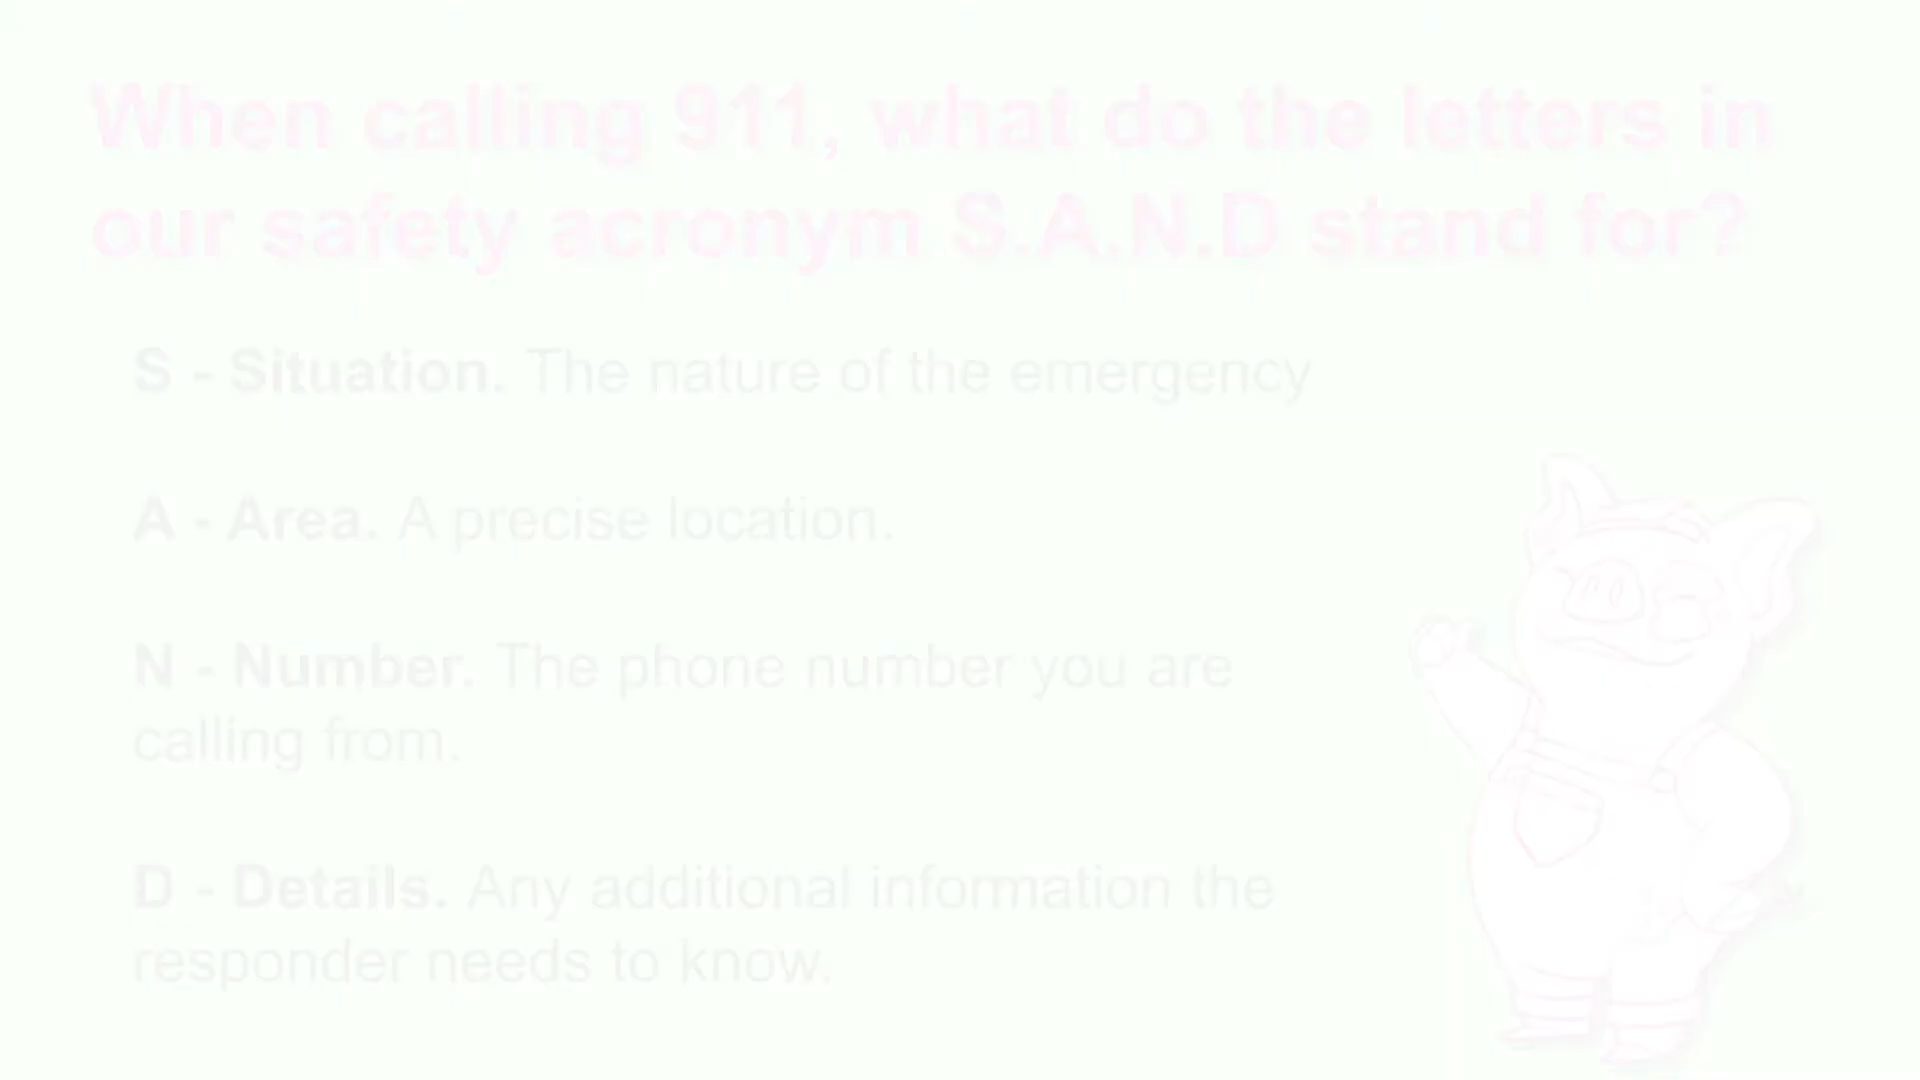 When calling 911, what do the letters in
our safety acronym S.A.N.D stand for?
S - Situation. The nature of the emergency
A - Area. A precise location.
N - Number. The phone number you are
calling from.
D - Details. Any additional information the
responder needs to know.